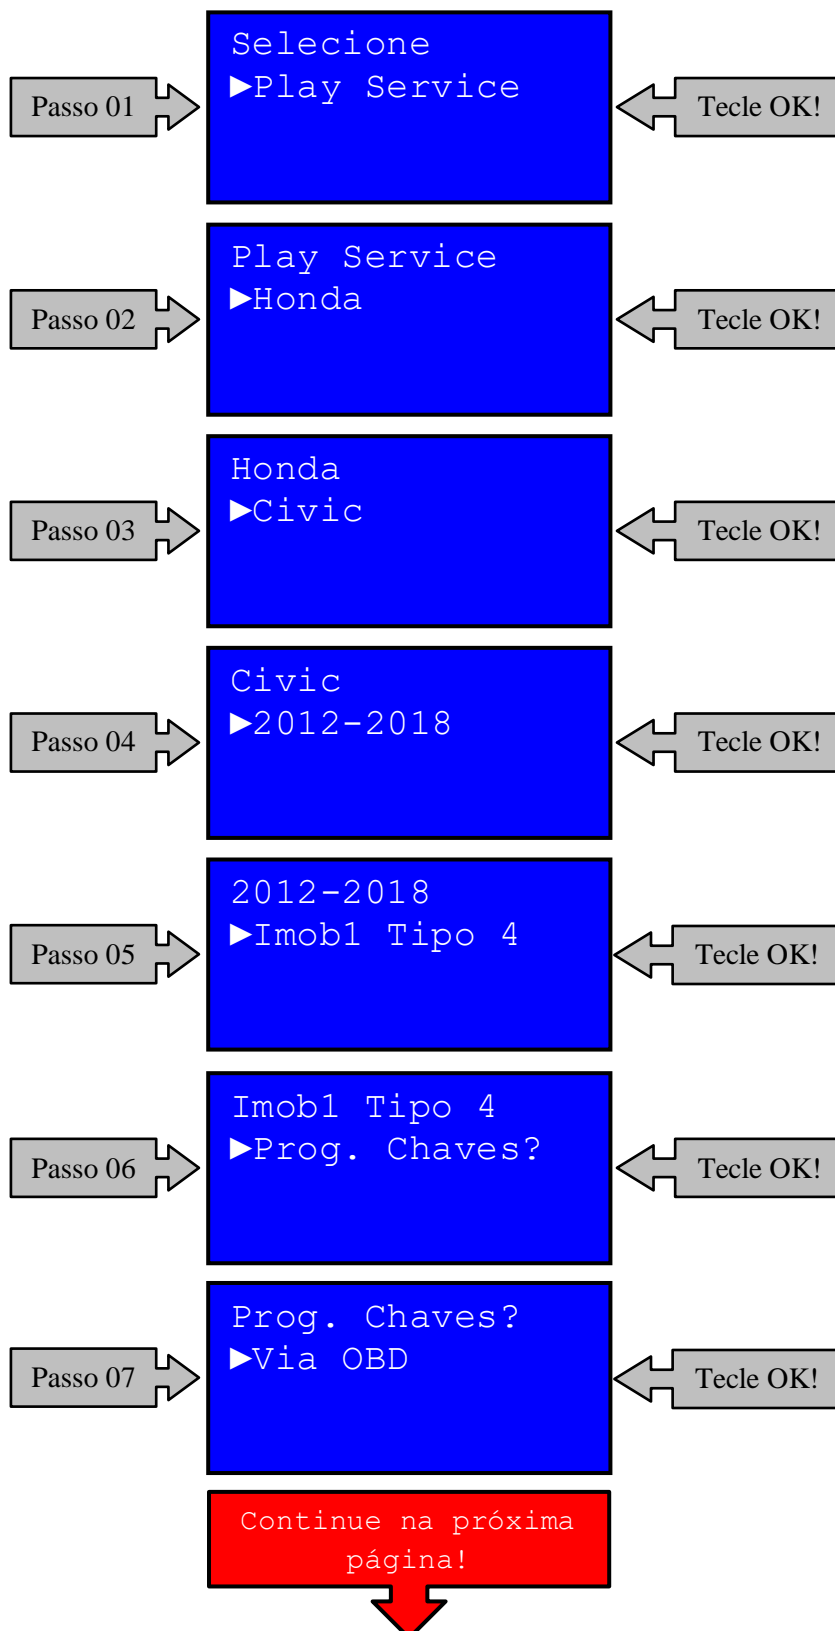 Selecione
Passo 01
►Play Service
Tecle OK!
Play Service
Passo 02
►Honda
Tecle OK!
Honda
Passo 03
►Civic
Tecle OK!
Civic
Passo 04
►2012-2018
Tecle OK!
2012-2018
Passo 05
►Imob1 Tipo 4
Tecle OK!
Imob1 Tipo 4
Passo 06
►Prog. Chaves?
Tecle OK!
Prog. Chaves?
Passo 07
►Via OBD
Tecle OK!
Continue na próxima
página!